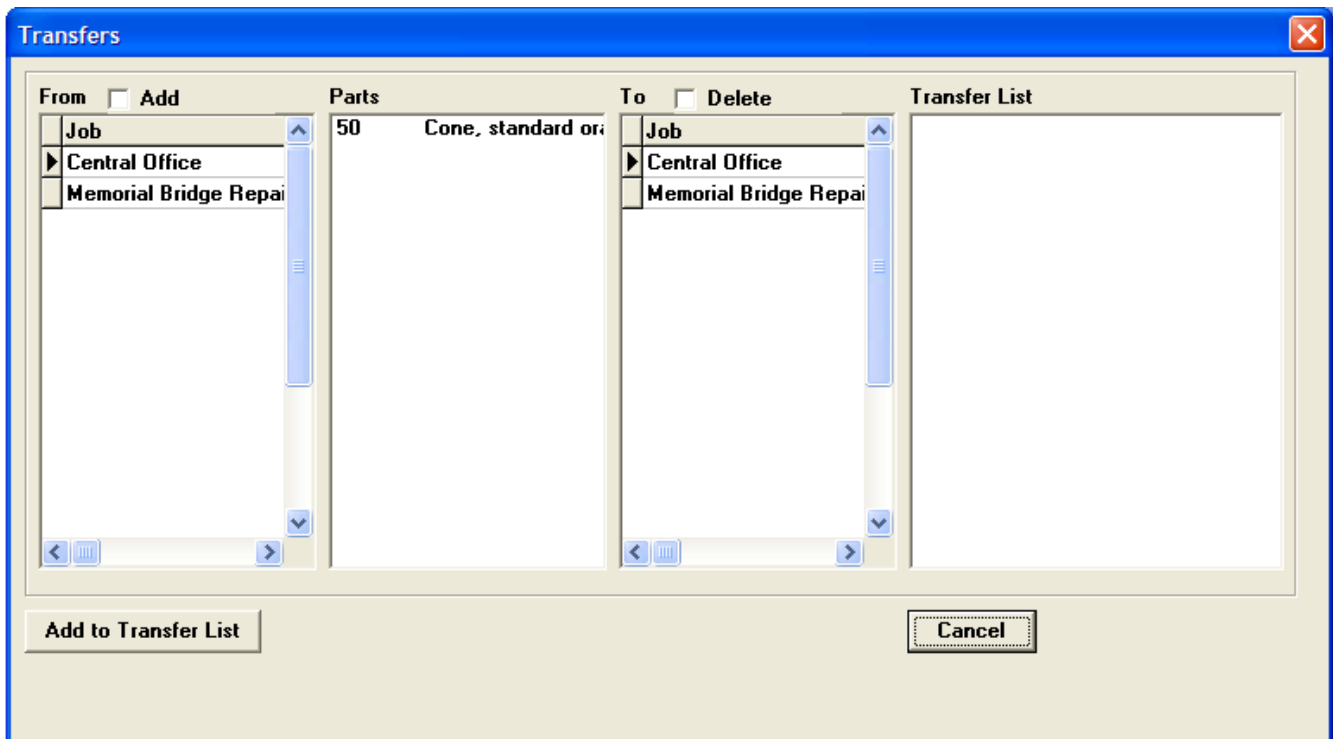 Transfers
From Add Parts To Delete Transfer List
Job 50 Cone, standard ora Job
Central Office Central Office
Memorial Bridge Repai Memorial Bridge Repai
Add to Transfer List Cancel